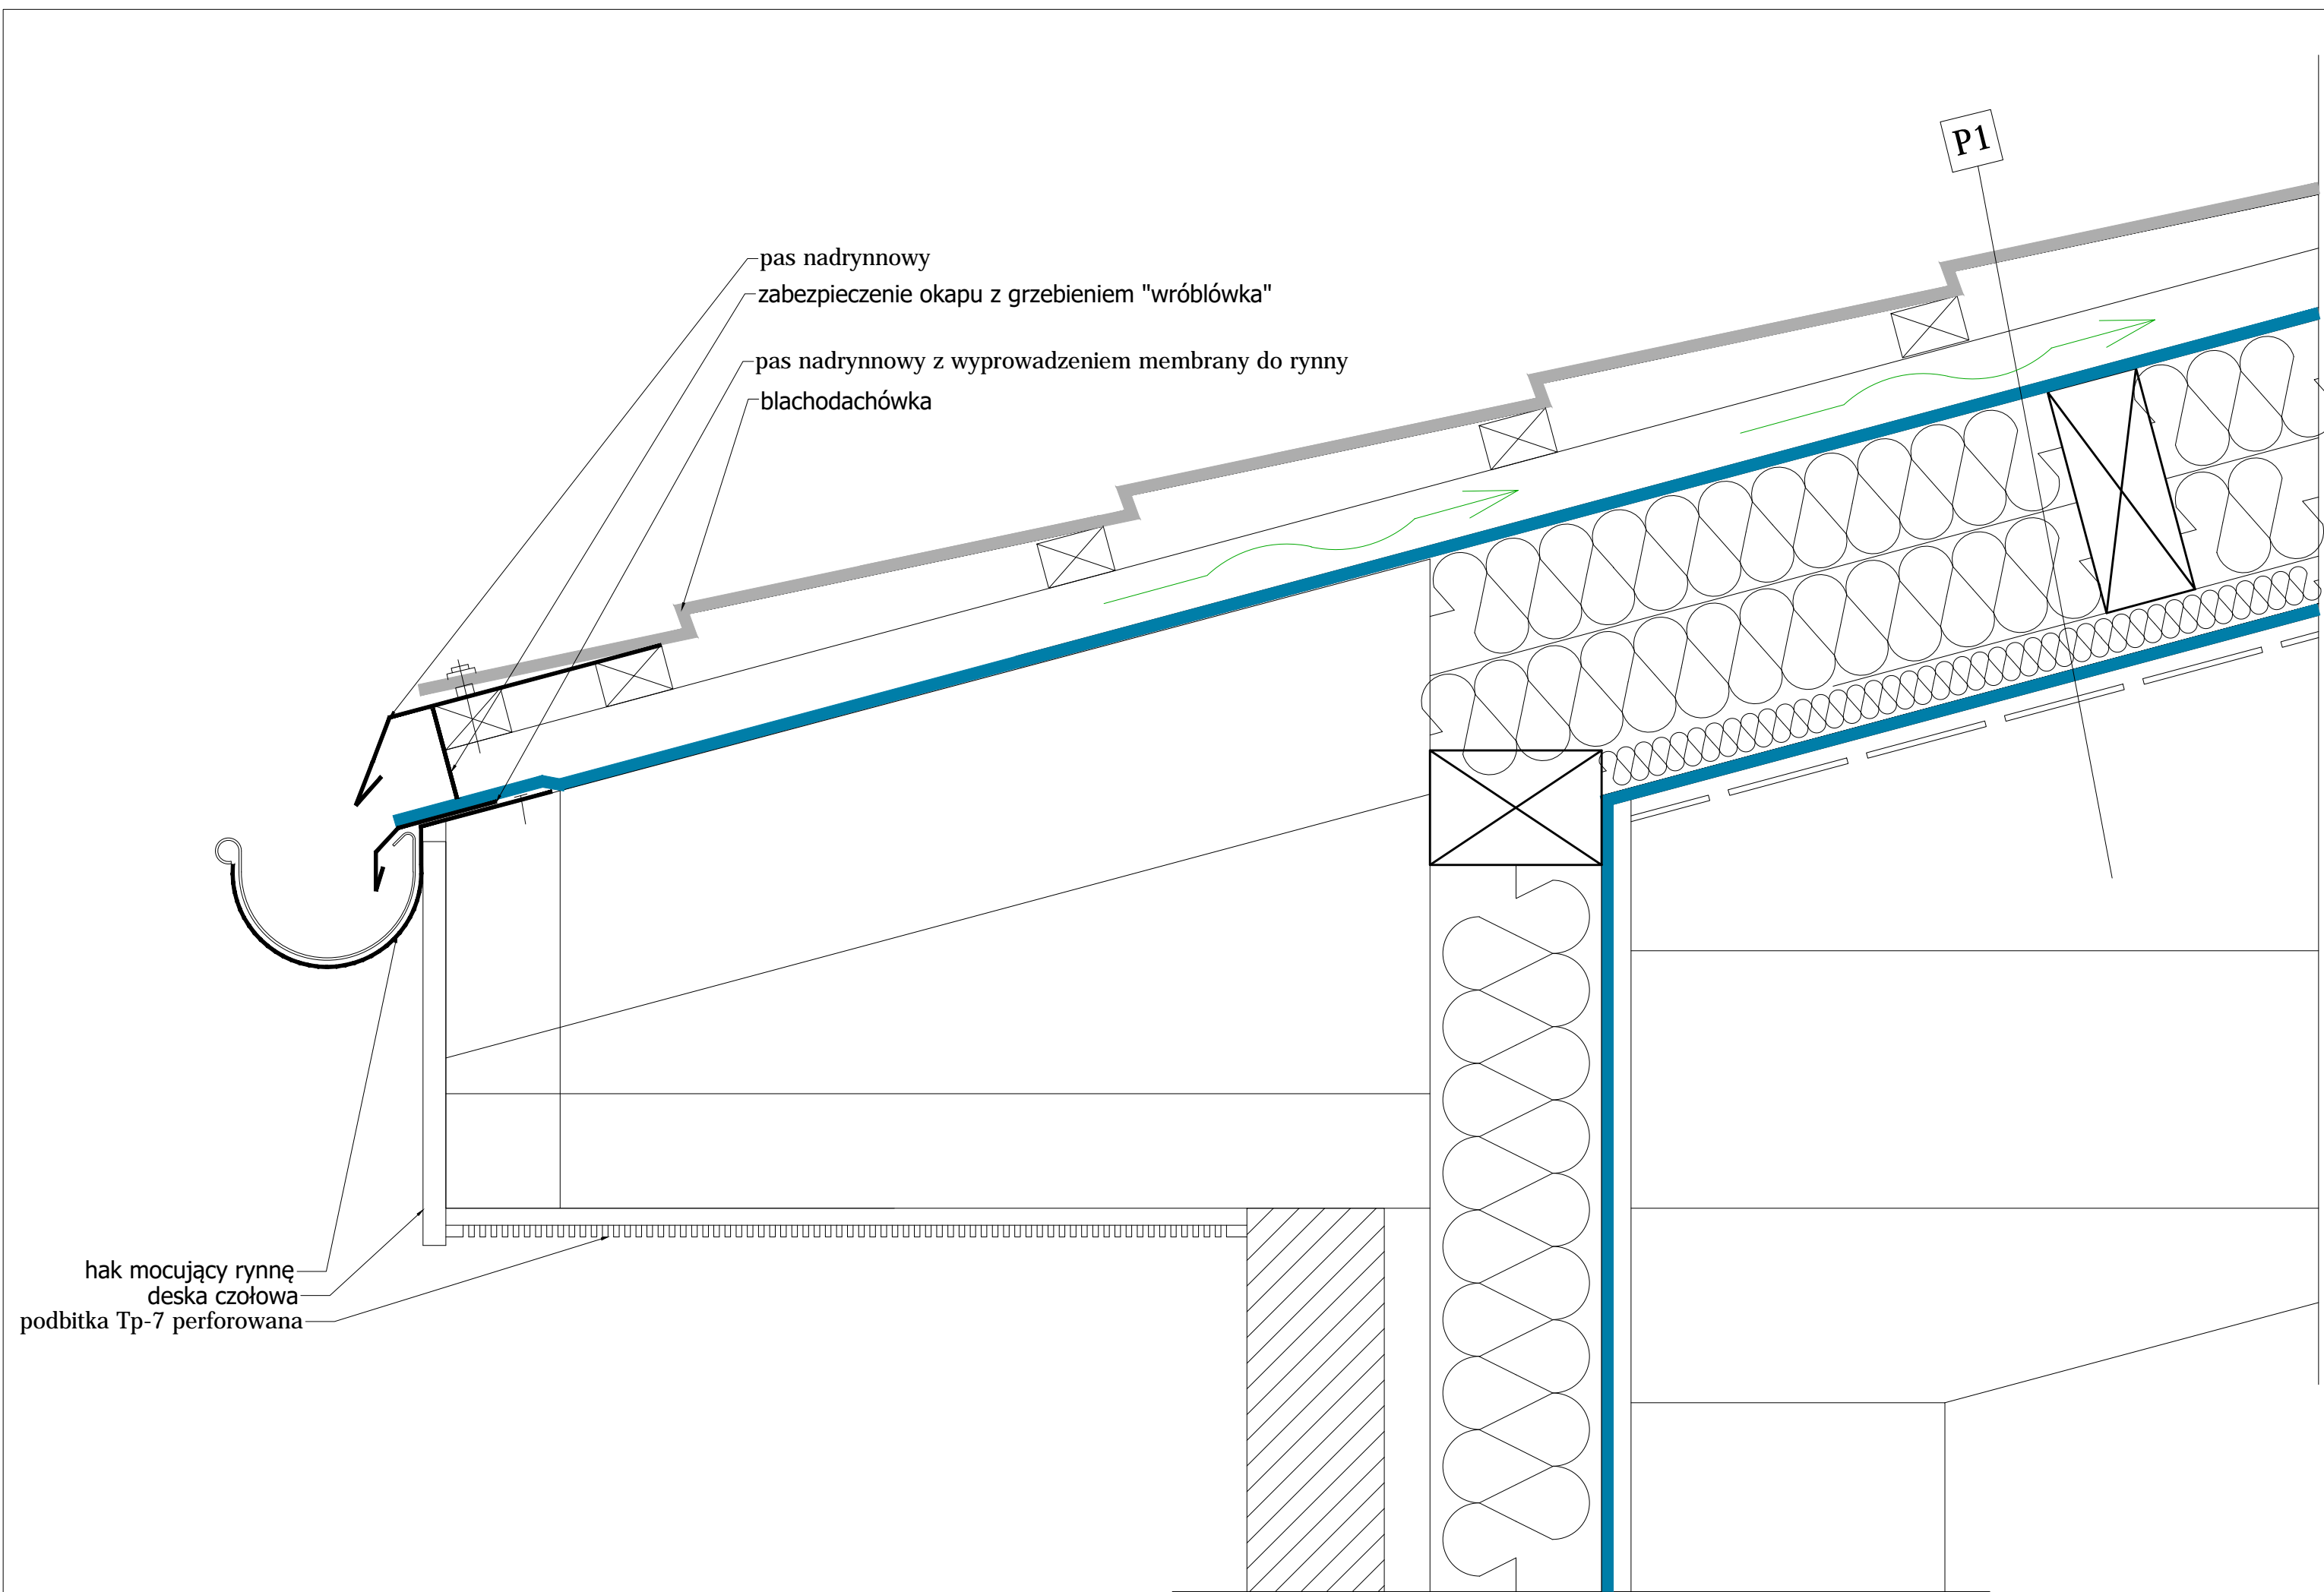 P1
pas nadrynnowy
zabezpieczenie okapu z grzebieniem "wróblówka"
pas nadrynnowy z wyprowadzeniem membrany do rynny
blachodachówka
hak mocujący rynnę
deska czołowa
podbitka Tp-7 perforowana